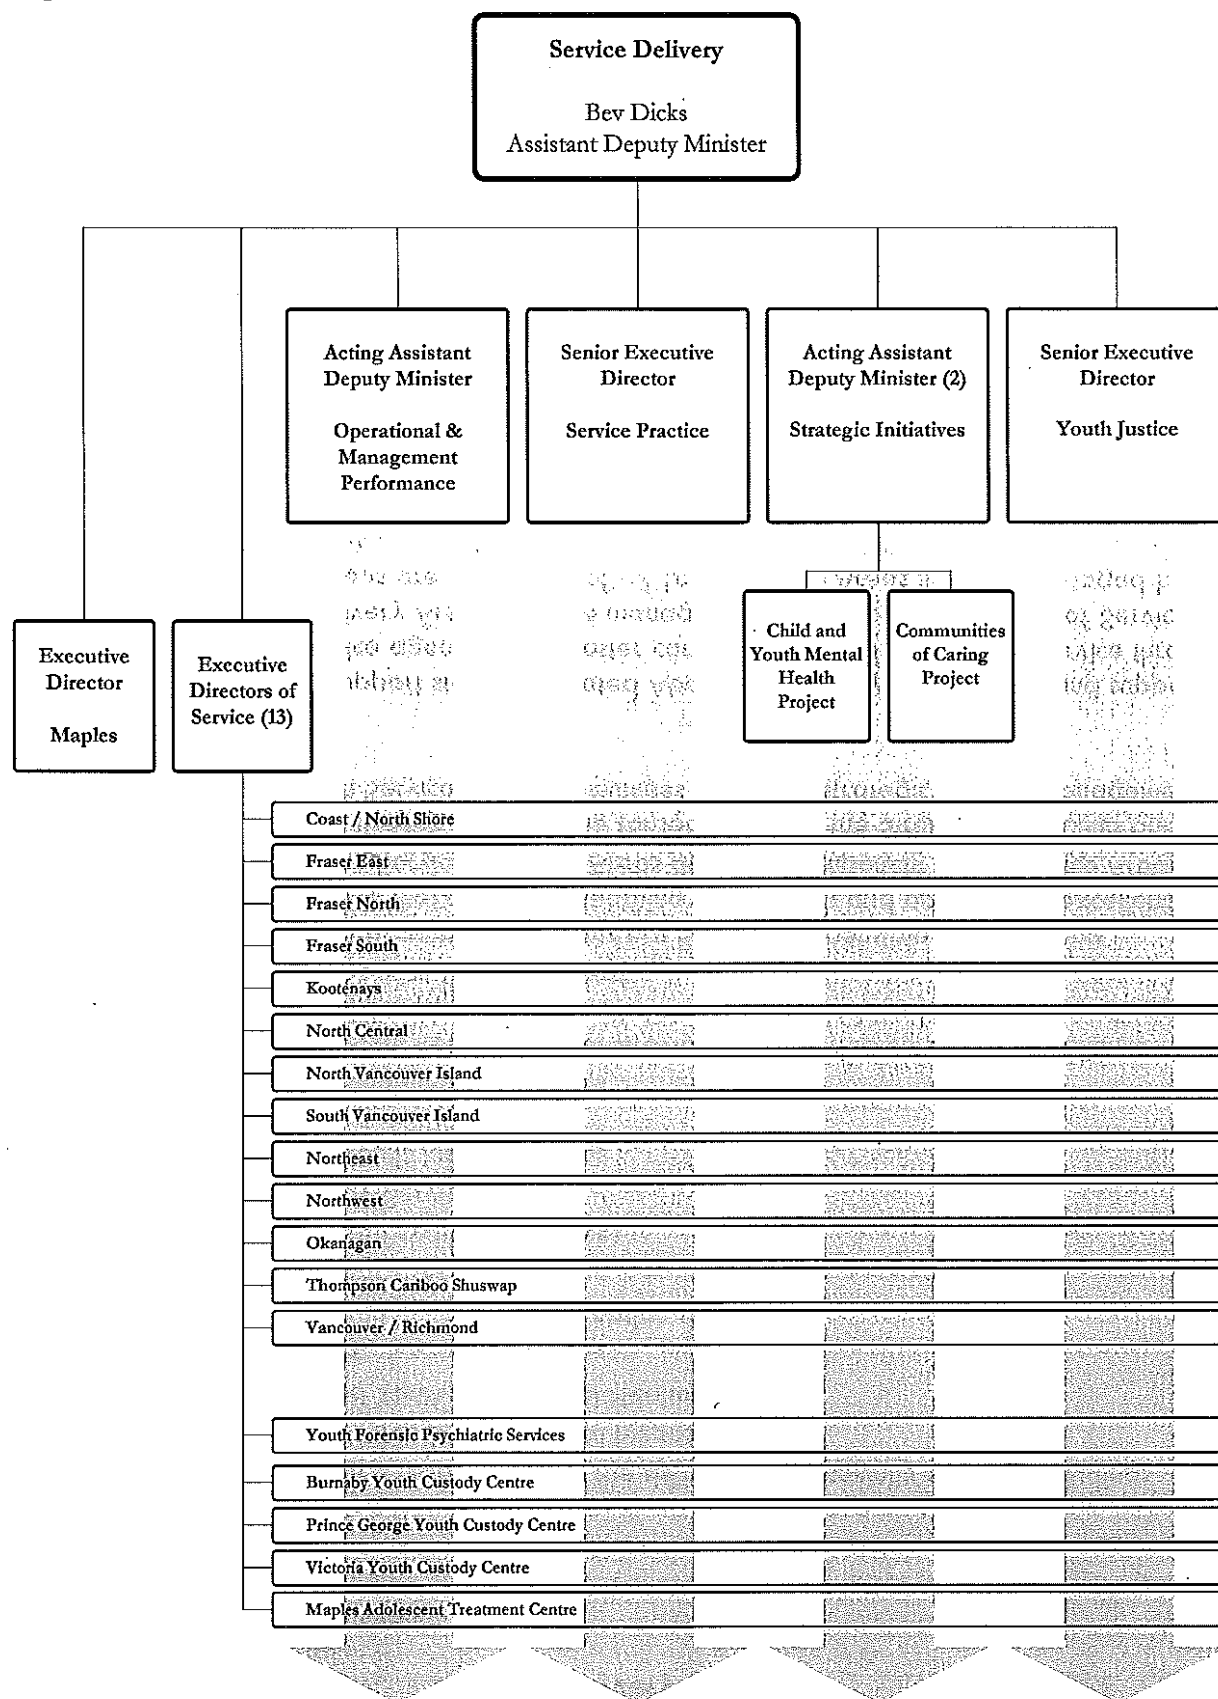 Service Delivery
Bev Dicks
Assistant Deputy Minister
Acting Assistant
Deputy Minister
Operational &
Management
Performance
Senior Executive
Director
Service Practice
Acting Assistant
Deputy Minister (2)
Strategic Initiatives
Senior Executive
Director
Youth Justice
Executive
Director
Maples
Executive
Directors of
Service (13)
Child and
Youth Mental
Health
Project
Communities
of Caring
Project
Coast / North Shore
Fraser East
Fraser North
Fraser South
Kootenays
North Central
North Vancouver Island
South Vancouver Island
Northeast
Northwest
Okanagan
Thompson Cariboo Shuswap
Vancouver / Richmond
Youth Forensic Psychiatric Services
Burnaby Youth Custody Centre
Prince George Youth Custody Centre
Victoria Youth Custody Centre
Maples Adolescent Treatment Centre